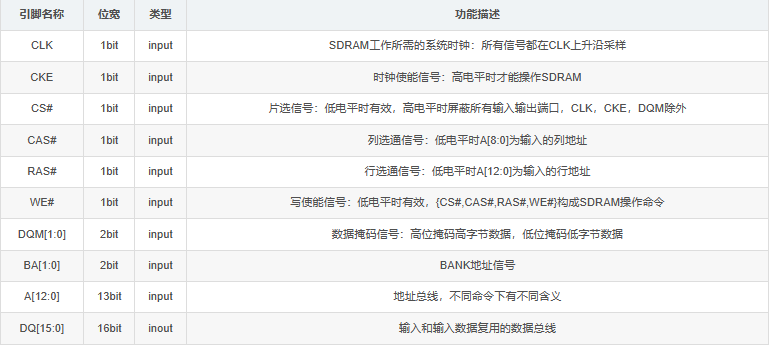 引脚名称 位宽 类型 功能描述
CLK 1bit input SDRAM工作所需的系统时钟：所有信号都在CLK上升沿采样
CKE 1bit input 时钟使能信号：高电平时才能操作SDRAM
CS# 1bit input 片选信号：低电平时有效，高电平时屏蔽所有输入输出端口，CLK，CKE，DQM除外
CAS# 1bit input 列选通信号：低电平时A[8:0]为输入的列地址
RAS# 1bit input 行选通信号：低电平时A[12:0]为输入的行地址
WE# 1bit input 写使能信号：低电平时有效，{CS#,CAS#,RAS#,WE#}构成SDRAM操作命令
DQM[1:0] 2bit input 数据掩码信号：高位掩码高字节数据，低位掩码低字节数据
BA[1:0] 2bit input BANK地址信号
A[12:0] 13bit input 地址总线，不同命令下有不同含义
DQ[15:0] 16bit inout 输入和输入数据复用的数据总线